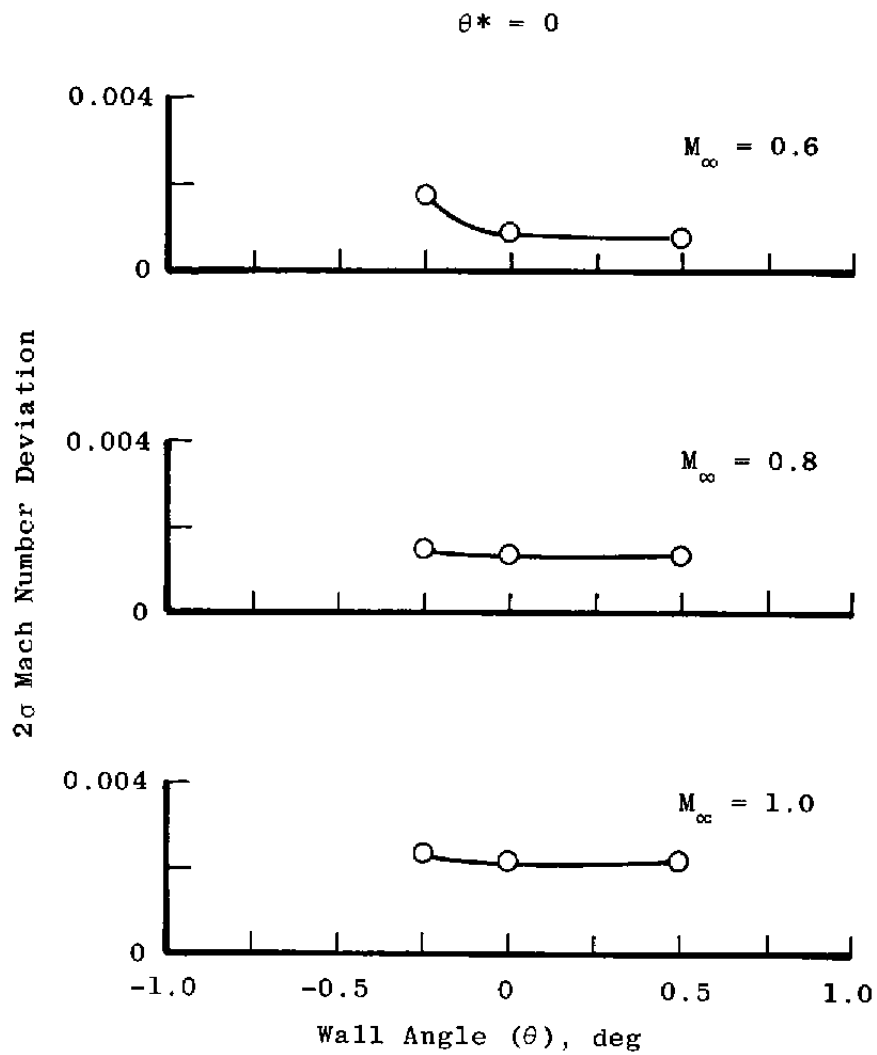 θ* = 0
0.004
M∞ = 0.6
0
2σ Mach Number Deviation
0.004
M∞ = 0.8
0
0.004
M∞ = 1.0
0
-1.0 -0.5 0 0.5 1.0
Wall Angle (θ), deg